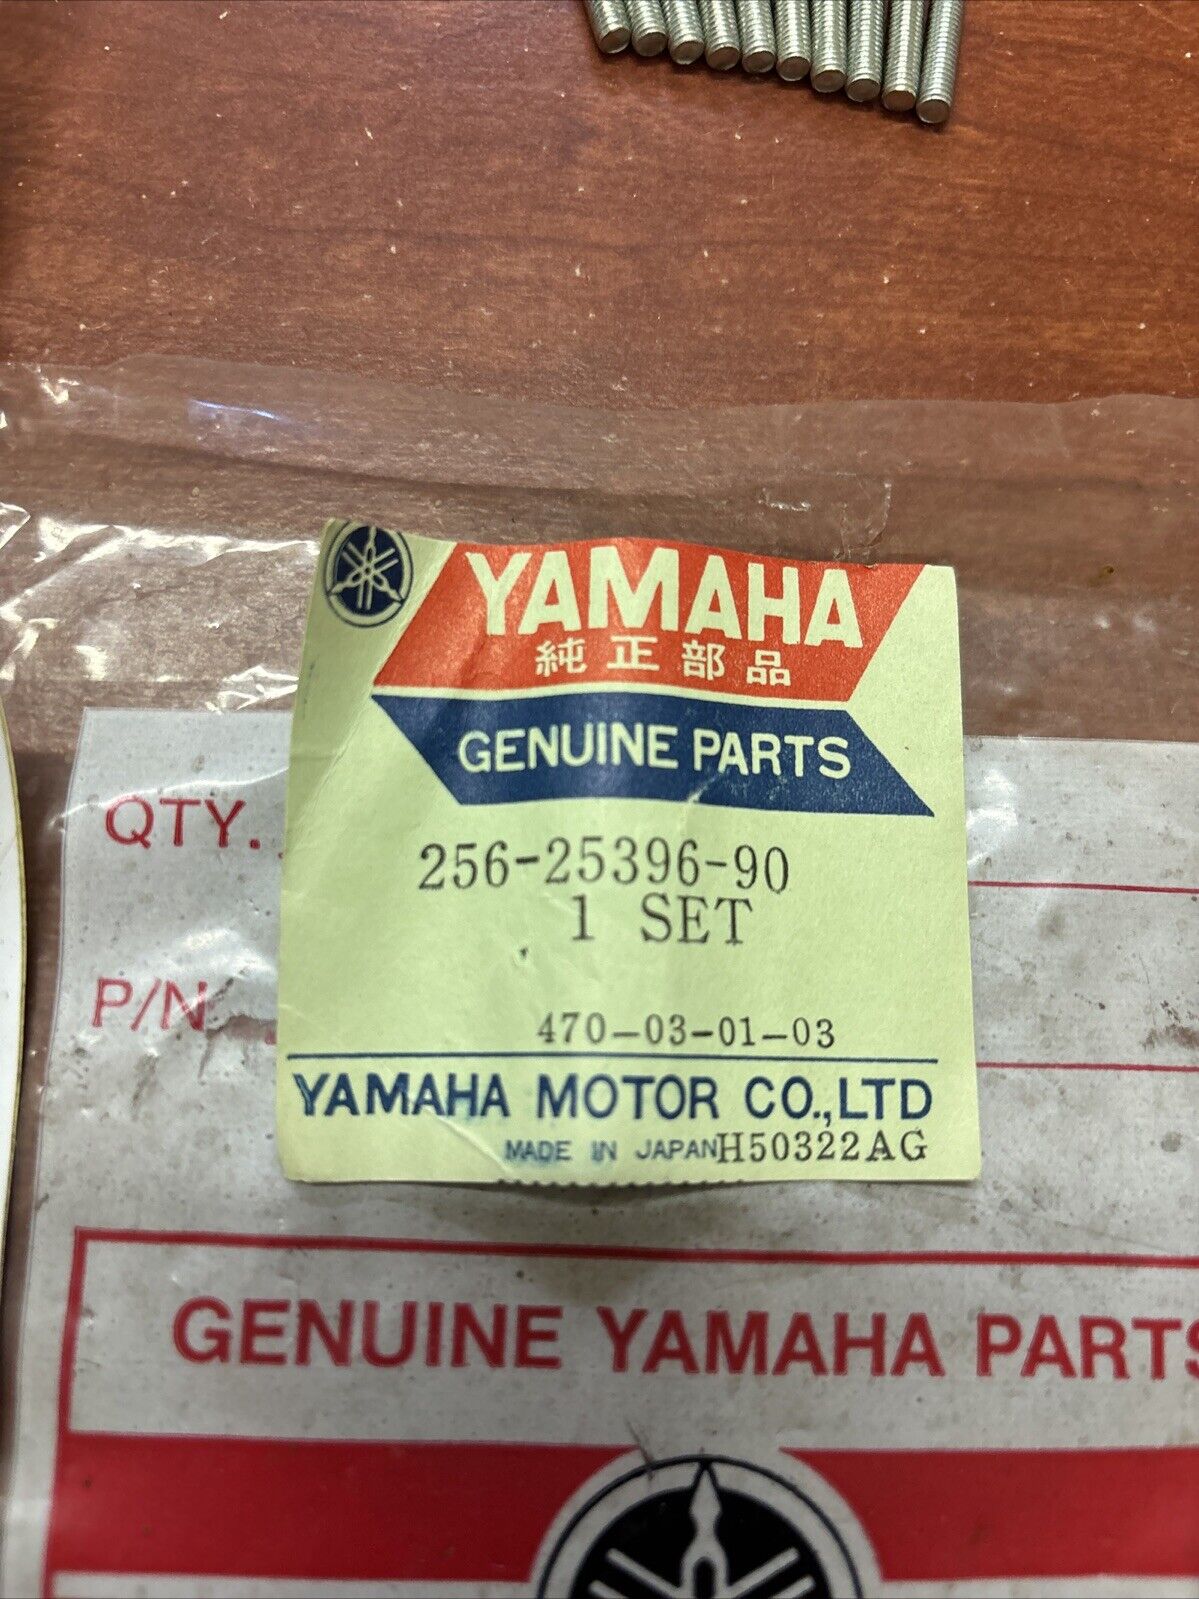 YAMAHA
純正部品
GENUINE PARTS
256-25396-90
1 SET
470-03-01-03
YAMAHA MOTOR CO.,LTD
MADE IN JAPAN H50322AG
QTY.
P/N
GENUINE YAMAHA PARTS